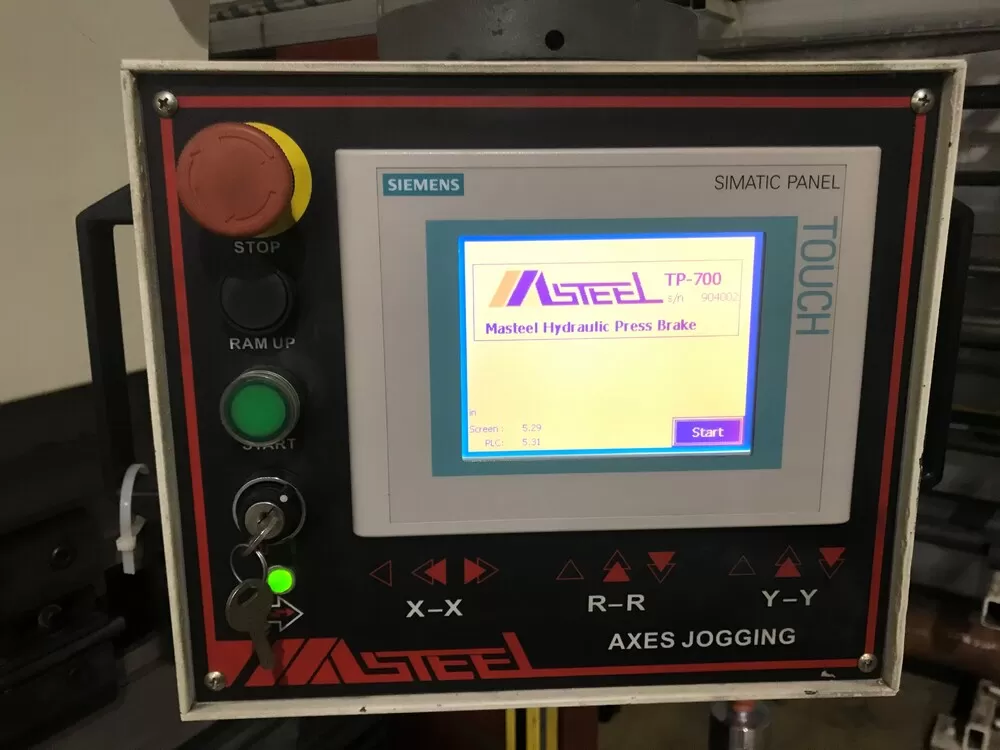 STOP
RAM UP
START
SIEMENS
SIMATIC PANEL
TOUCH
MASTEEL TP-700
s/n 904002
Masteel Hydraulic Press Brake
in
Screen : 5.29
PLC: 5.31
Start
X-X
R-R
Y-Y
AXES JOGGING
MASTEEL